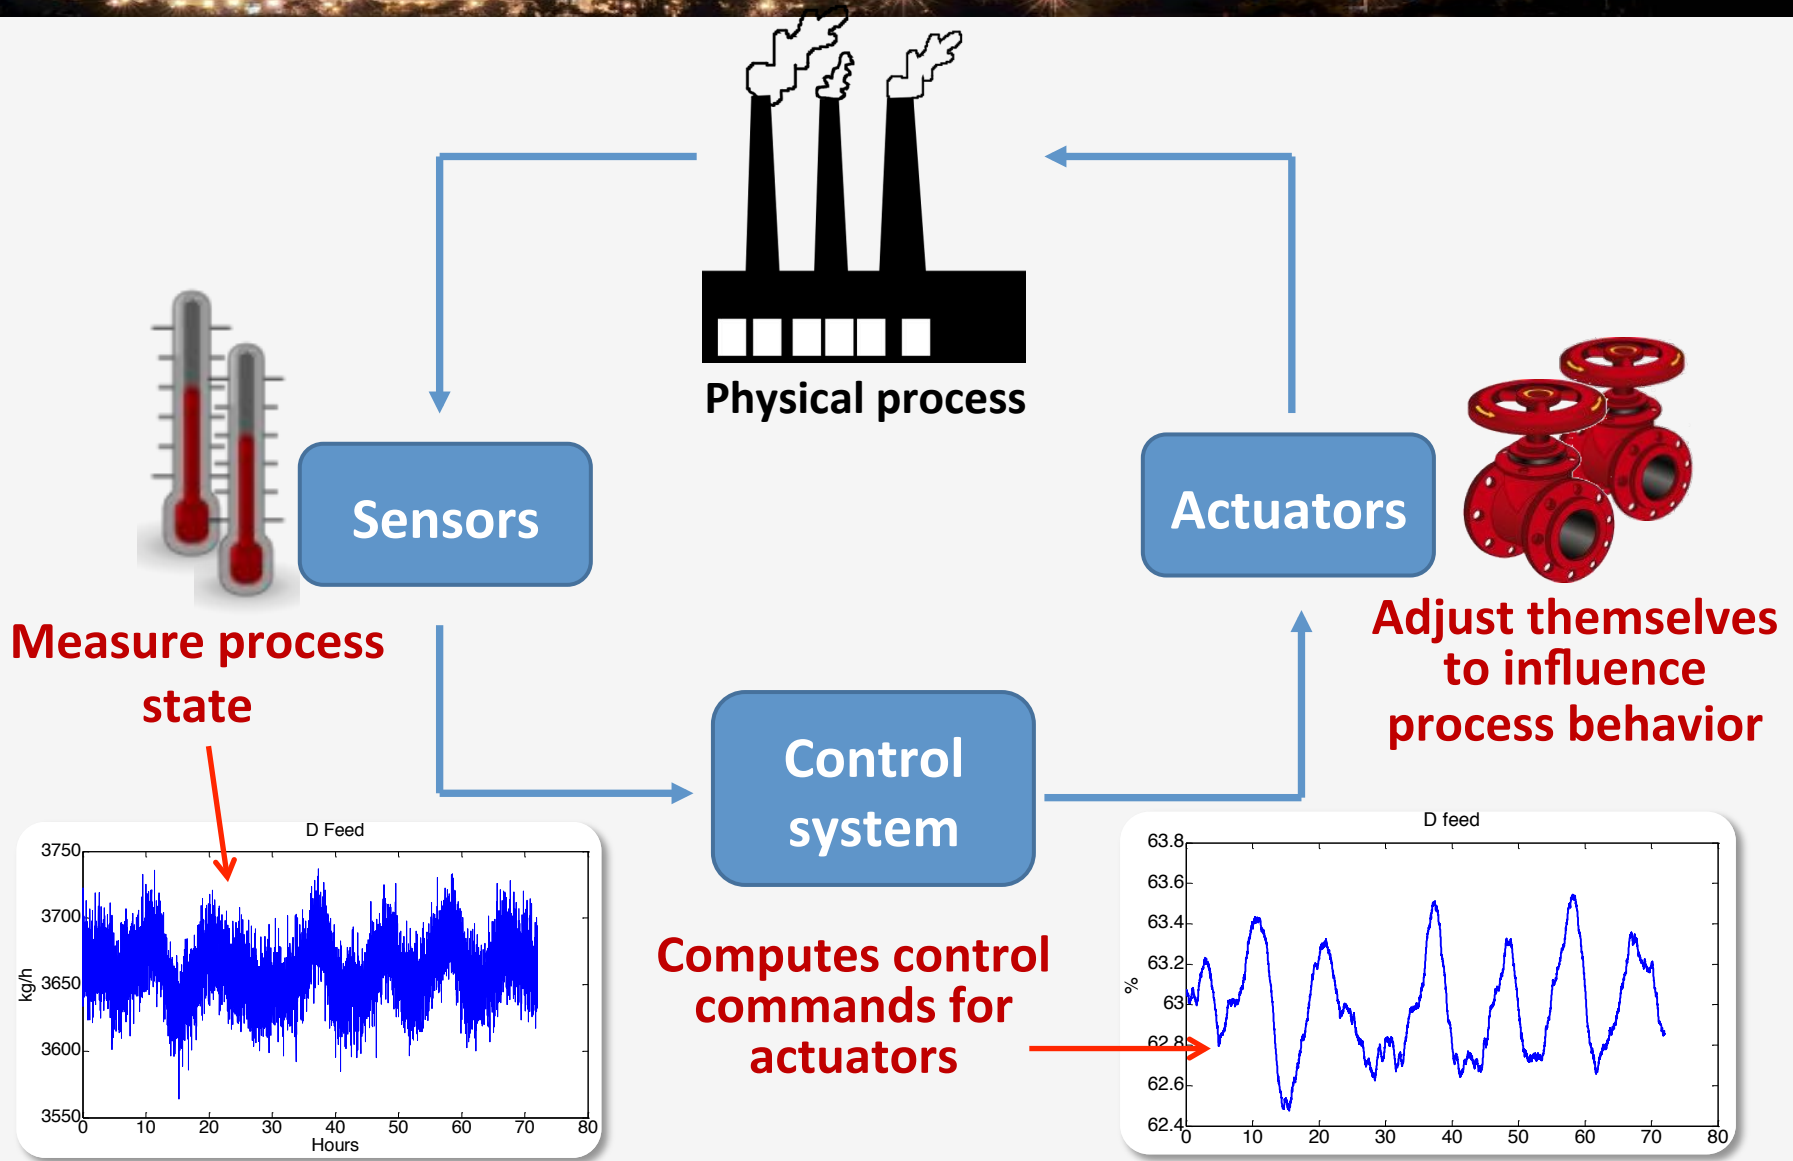 Physical process
Sensors
Actuators
Measure process
state
Adjust themselves
to influence
process behavior
Control
system
Computes control
commands for
actuators
D Feed
3750
3700
3650
3600
3550
kg/h
0 10 20 30 40 50 60 70 80
Hours
D feed
63.8
63.6
63.4
63.2
63
62.8
62.6
62.4
%
0 10 20 30 40 50 60 70 80